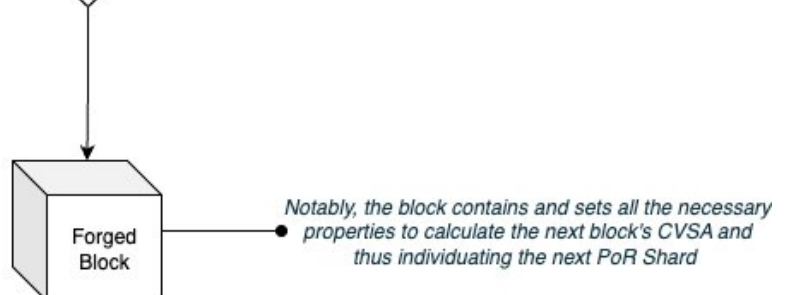 Notably, the block contains and sets all the necessary
properties to calculate the next block's CVSA and
thus individuating the next PoR Shard
Forged
Block